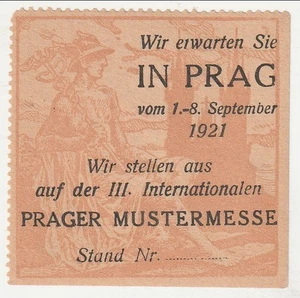 Wir erwarten Sie
IN PRAG
vom 1.-8. September
1921
Wir stellen aus
auf der III. Internationalen
PRAGER MUSTERMESSE
Stand Nr. ...............